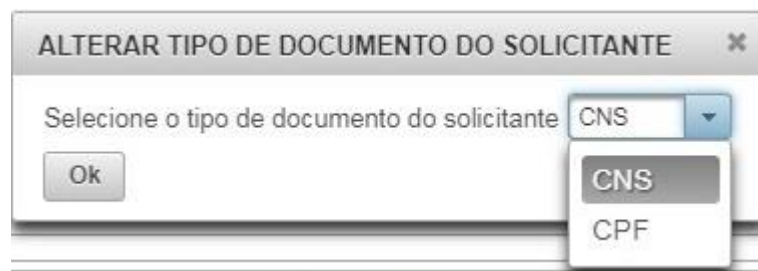 ALTERAR TIPO DE DOCUMENTO DO SOLICITANTE
Selecione o tipo de documento do solicitante CNS
Ok
CNS
CPF